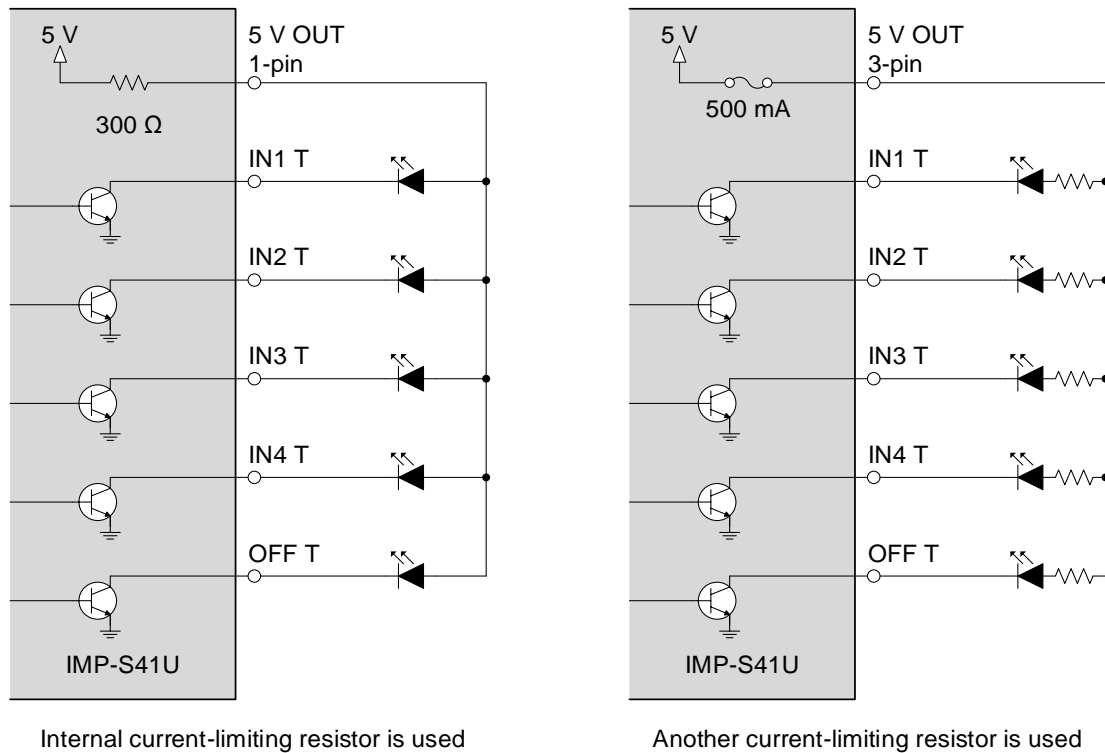 5 V
5 V OUT
1-pin
300 Ω
IN1 T
IN2 T
IN3 T
IN4 T
OFF T
IMP-S41U
Internal current-limiting resistor is used
5 V
5 V OUT
3-pin
500 mA
IN1 T
IN2 T
IN3 T
IN4 T
OFF T
IMP-S41U
Another current-limiting resistor is used